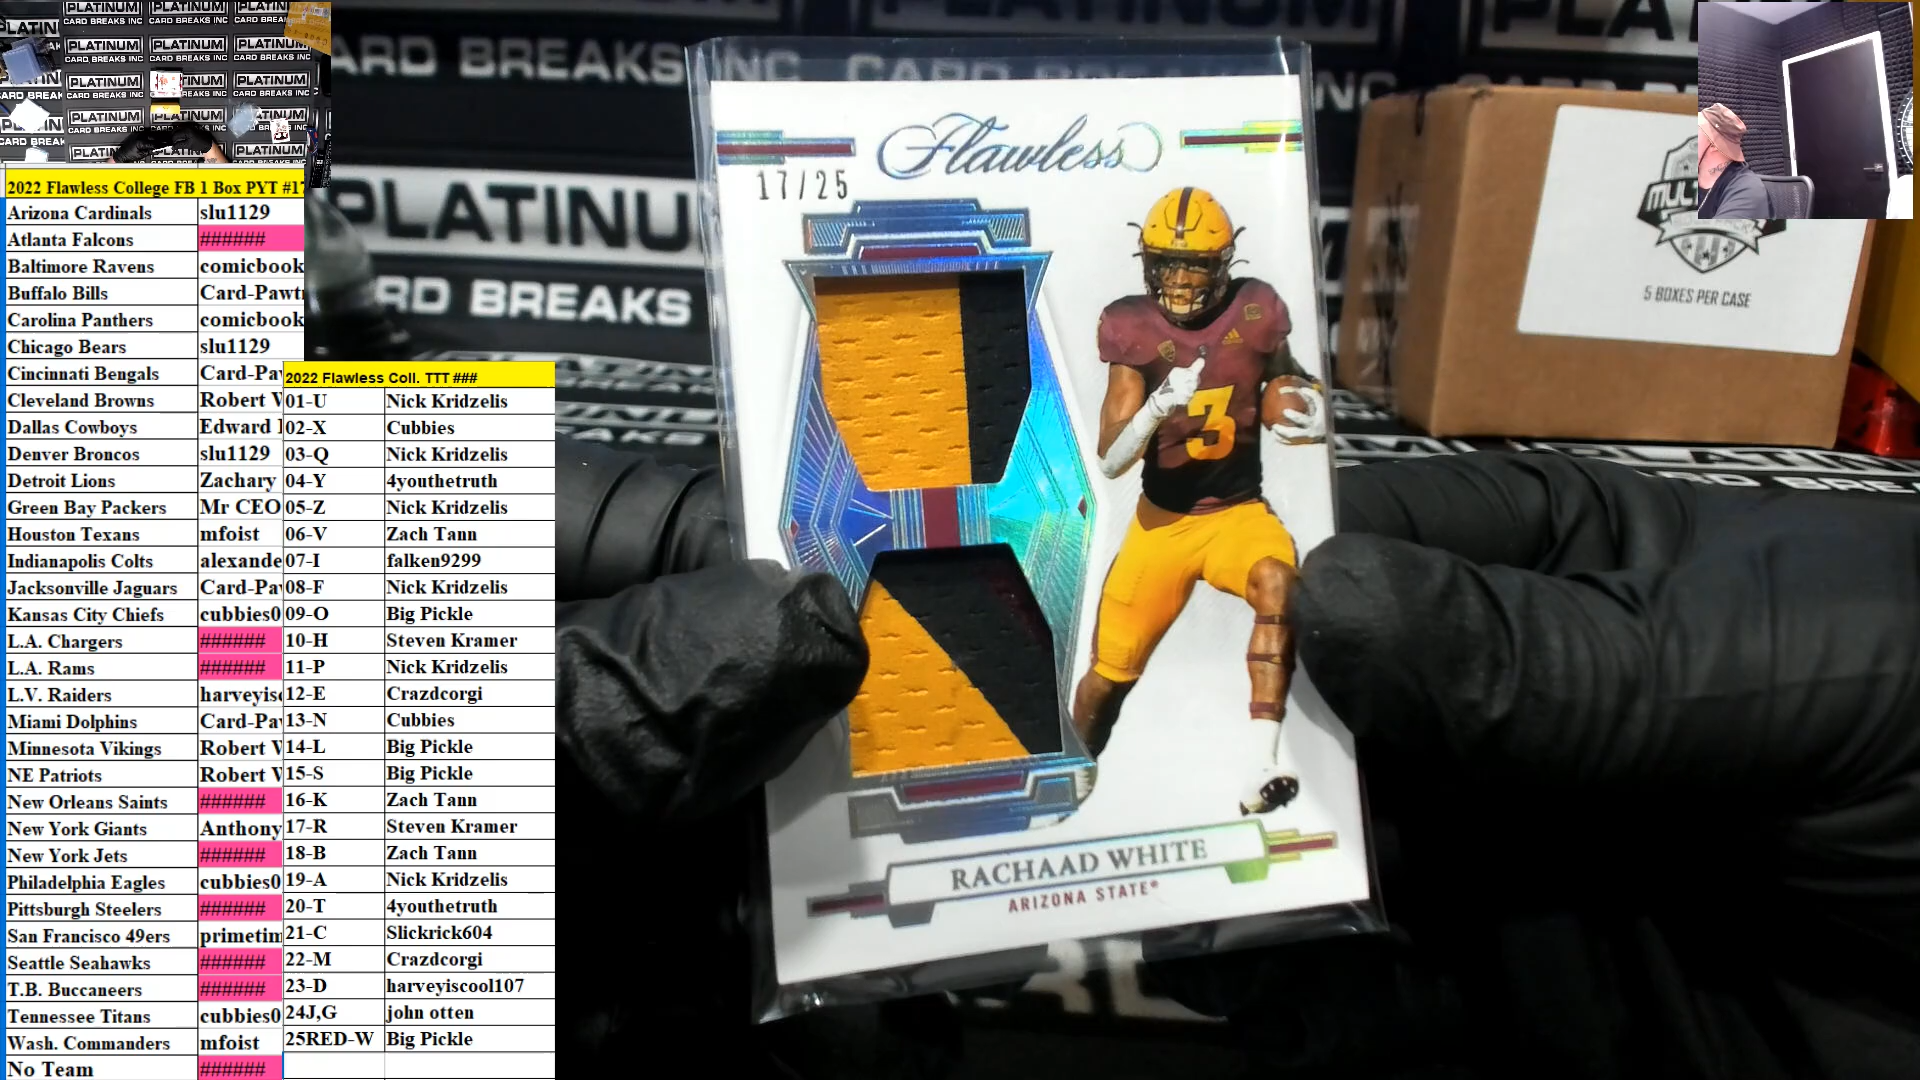 2022 Flawless College FB 1 Box PYT #17
Arizona Cardinals slu1129
Atlanta Falcons ######
Baltimore Ravens comicbook
Buffalo Bills Card-Pawt
Carolina Panthers comicbook
Chicago Bears slu1129
Cincinnati Bengals Card-Pa
Cleveland Browns Robert
Dallas Cowboys Edward
Denver Broncos slu1129
Detroit Lions Zachary
Green Bay Packers Mr CEO
Houston Texans mfoist
Indianapolis Colts alexande
Jacksonville Jaguars Card-Pa
Kansas City Chiefs cubbies0
L.A. Chargers ######
L.A. Rams ######
L.V. Raiders harveyis
Miami Dolphins Card-Pa
Minnesota Vikings Robert
NE Patriots Robert
New Orleans Saints ######
New York Giants Anthony
New York Jets ######
Philadelphia Eagles cubbies0
Pittsburgh Steelers ######
San Francisco 49ers primetim
Seattle Seahawks ######
T.B. Buccaneers ######
Tennessee Titans cubbies0
Wash. Commanders mfoist
No Team ######
2022 Flawless Coll. TTT ###
01-U Nick Kridzelis
02-X Cubbies
03-Q Nick Kridzelis
04-Y 4youthetruth
05-Z Nick Kridzelis
06-V Zach Tann
07-I falken9299
08-F Nick Kridzelis
09-O Big Pickle
10-H Steven Kramer
11-P Nick Kridzelis
12-E Crazdcorgi
13-N Cubbies
14-L Big Pickle
15-S Big Pickle
16-K Zach Tann
17-R Steven Kramer
18-B Zach Tann
19-A Nick Kridzelis
20-T 4youthetruth
21-C Slickrick604
22-M Crazdcorgi
23-D harveyiscool107
24J,G john otten
25RED-W Big Pickle
Flawless
17/25
3
RACHAAD WHITE
ARIZONA STATE®
5 BOXES PER CASE
PLATINUM
CARD BREAKS INC